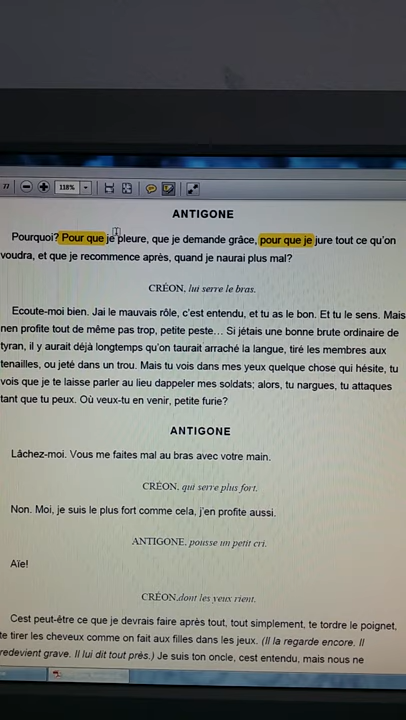 77 118%
ANTIGONE
Pourquoi? Pour que je pleure, que je demande grâce, pour que je jure tout ce qu'on
voudra, et que je recommence après, quand je naurai plus mal?
CRÉON, lui serre le bras.
Ecoute-moi bien. Jai le mauvais rôle, c'est entendu, et tu as le bon. Et tu le sens. Mais
nen profite tout de même pas trop, petite peste... Si jétais une bonne brute ordinaire de
tyran, il y aurait déjà longtemps qu'on taurait arraché la langue, tiré les membres aux
tenailles, ou jeté dans un trou. Mais tu vois dans mes yeux quelque chose qui hésite, tu
vois que je te laisse parler au lieu dappeler mes soldats; alors, tu nargues, tu attaques
tant que tu peux. Où veux-tu en venir, petite furie?
ANTIGONE
Lâchez-moi. Vous me faites mal au bras avec votre main.
CRÉON, qui serre plus fort.
Non. Moi, je suis le plus fort comme cela, j'en profite aussi.
ANTIGONE, pousse un petit cri.
Aïe!
CRÉON,dont les yeux rient.
Cest peut-être ce que je devrais faire après tout, tout simplement, te tordre le poignet,
te tirer les cheveux comme on fait aux filles dans les jeux. (Il la regarde encore. Il
redevient grave. Il lui dit tout près.) Je suis ton oncle, cest entendu, mais nous ne